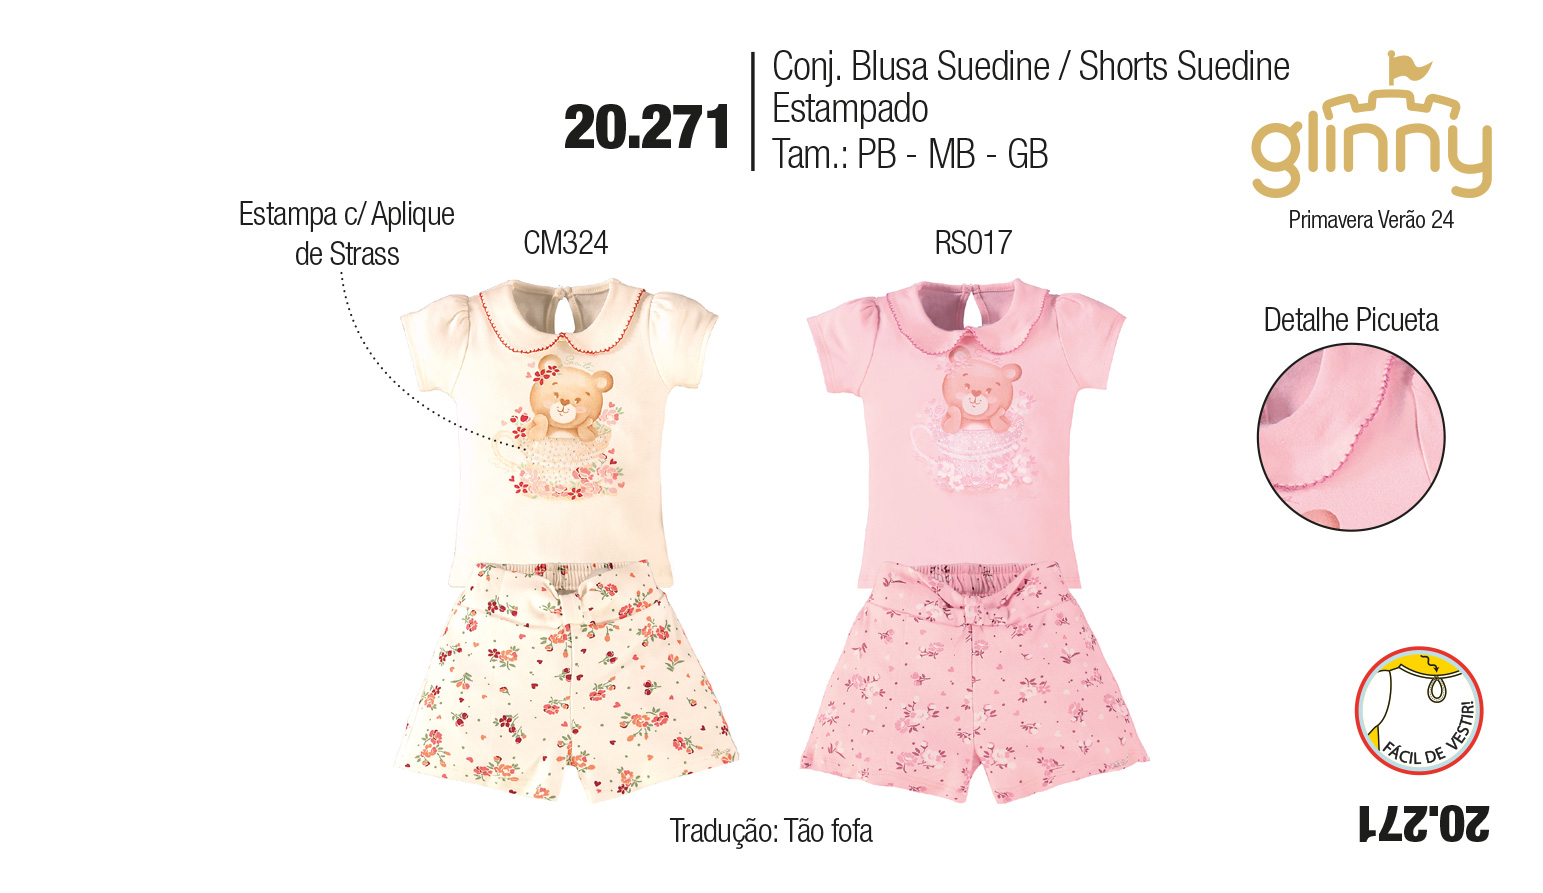 20.271
Conj. Blusa Suedine / Shorts Suedine
Estampado
Tam.: PB - MB - GB
glinny
Primavera Verão 24
Estampa c/ Aplique
de Strass
CM324
RS017
Detalhe Picueta
FÁCIL DE VESTIR!
Tradução: Tão fofa
20.271